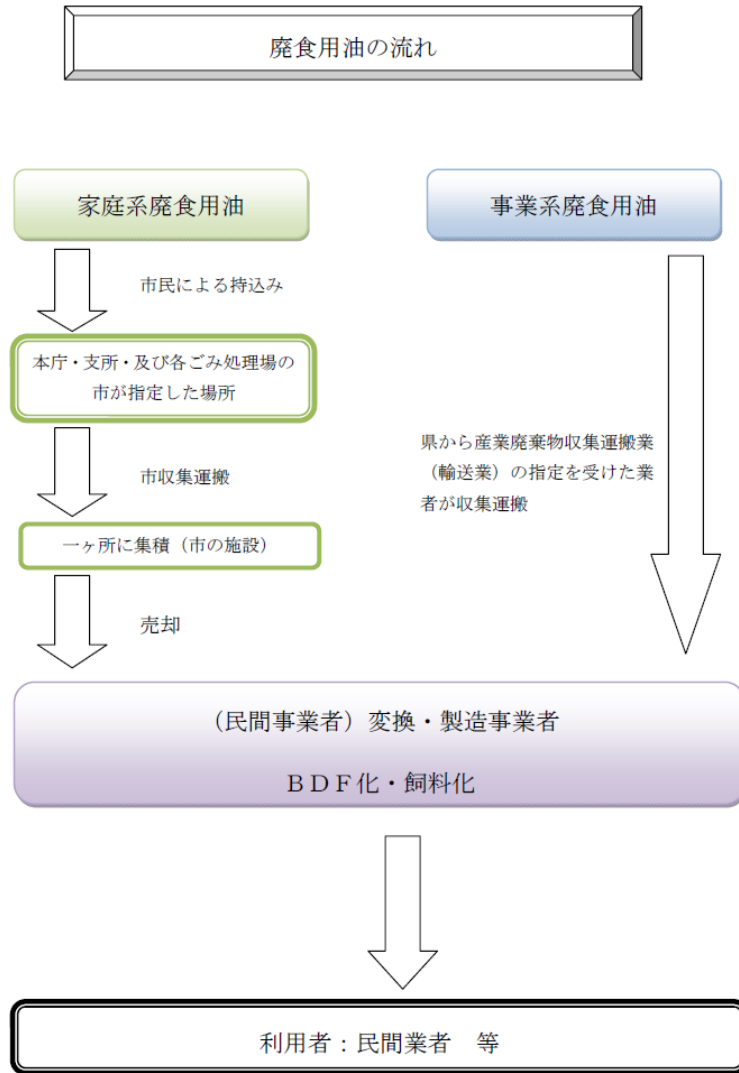 廃食用油の流れ
家庭系廃食用油
事業系廃食用油
市民による持込み
本庁・支所・及び各ごみ処理場の
市が指定した場所
市収集運搬
県から産業廃棄物収集運搬業
（輸送業）の指定を受けた業
者が収集運搬
一ヶ所に集積（市の施設）
売却
（民間事業者）変換・製造事業者
ＢＤＦ化・飼料化
利用者：民間業者　等